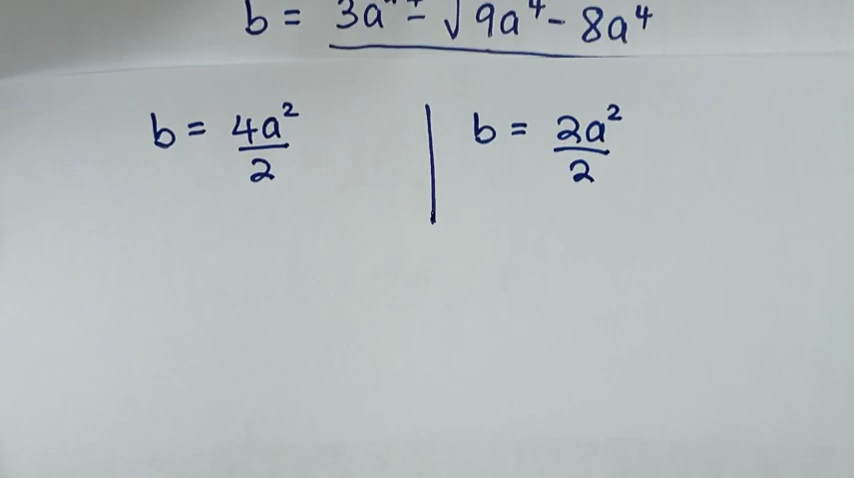 b = 3a² ± √9a⁴ - 8a⁴
b = 4a²/2 | b = 2a²/2